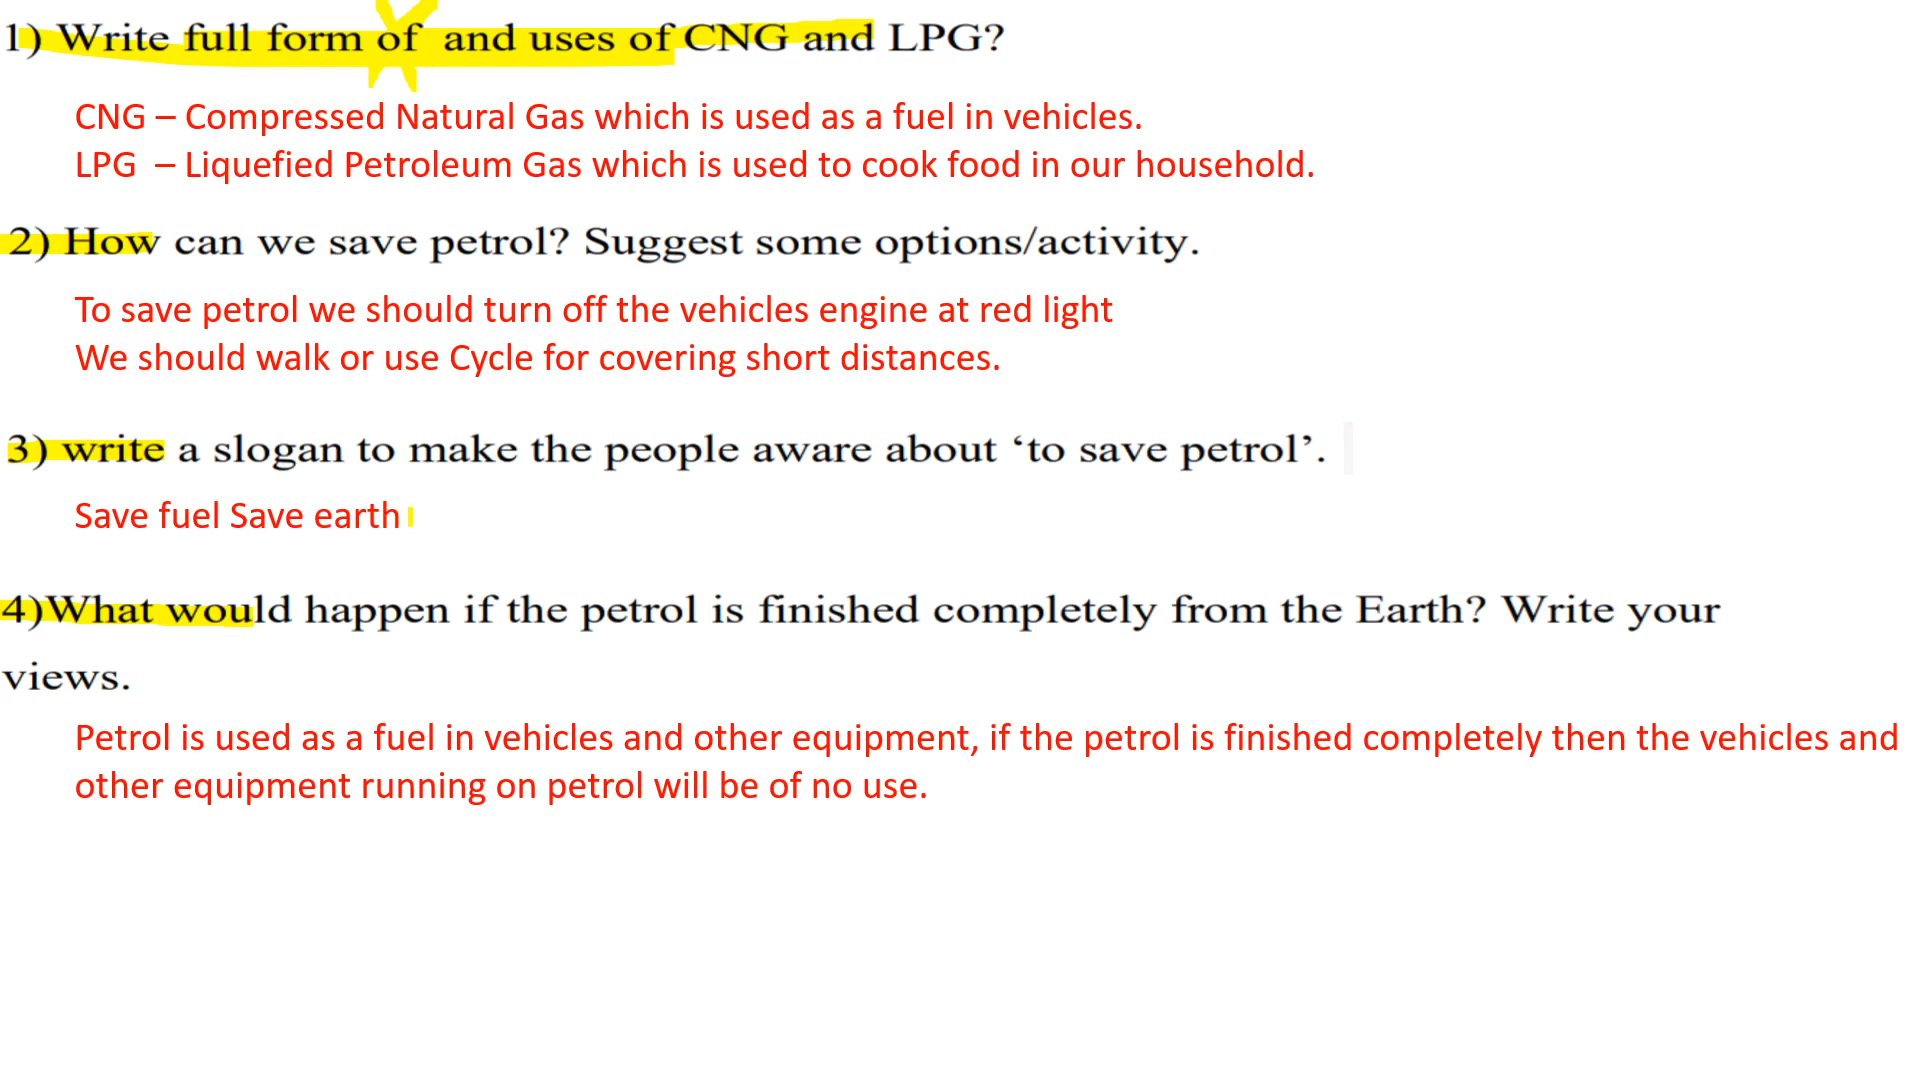 1) Write full form of and uses of CNG and LPG?
CNG – Compressed Natural Gas which is used as a fuel in vehicles.
LPG – Liquefied Petroleum Gas which is used to cook food in our household.
2) How can we save petrol? Suggest some options/activity.
To save petrol we should turn off the vehicles engine at red light
We should walk or use Cycle for covering short distances.
3) write a slogan to make the people aware about ‘to save petrol’.
Save fuel Save earth
4)What would happen if the petrol is finished completely from the Earth? Write your
views.
Petrol is used as a fuel in vehicles and other equipment, if the petrol is finished completely then the vehicles and
other equipment running on petrol will be of no use.